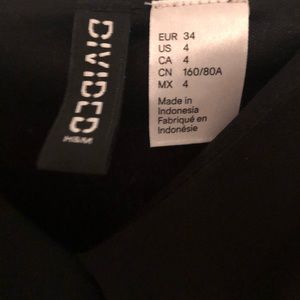 DIVIDED
H&M
EUR 34
US 4
CA 4
CN 160/80A
MX 4
Made in
Indonesia
Fabriqué en
Indonésie